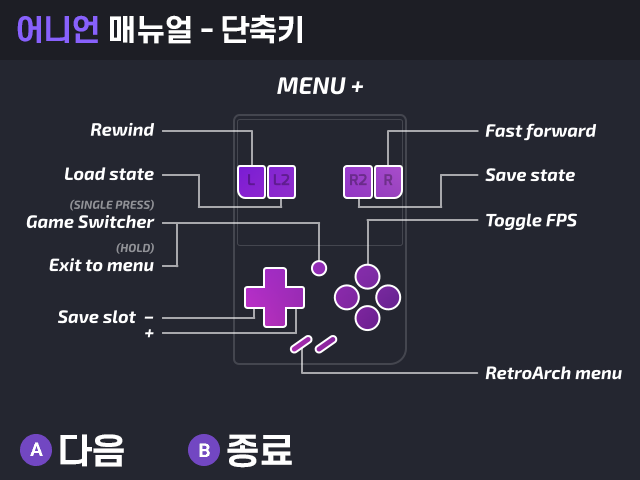 어니언 매뉴얼 - 단축키
MENU +
Rewind
Fast forward
L
L2
R2
R
Load state
Save state
(SINGLE PRESS)
Game Switcher
Toggle FPS
(HOLD)
Exit to menu
Save slot −
+
RetroArch menu
A 다음
B 종료